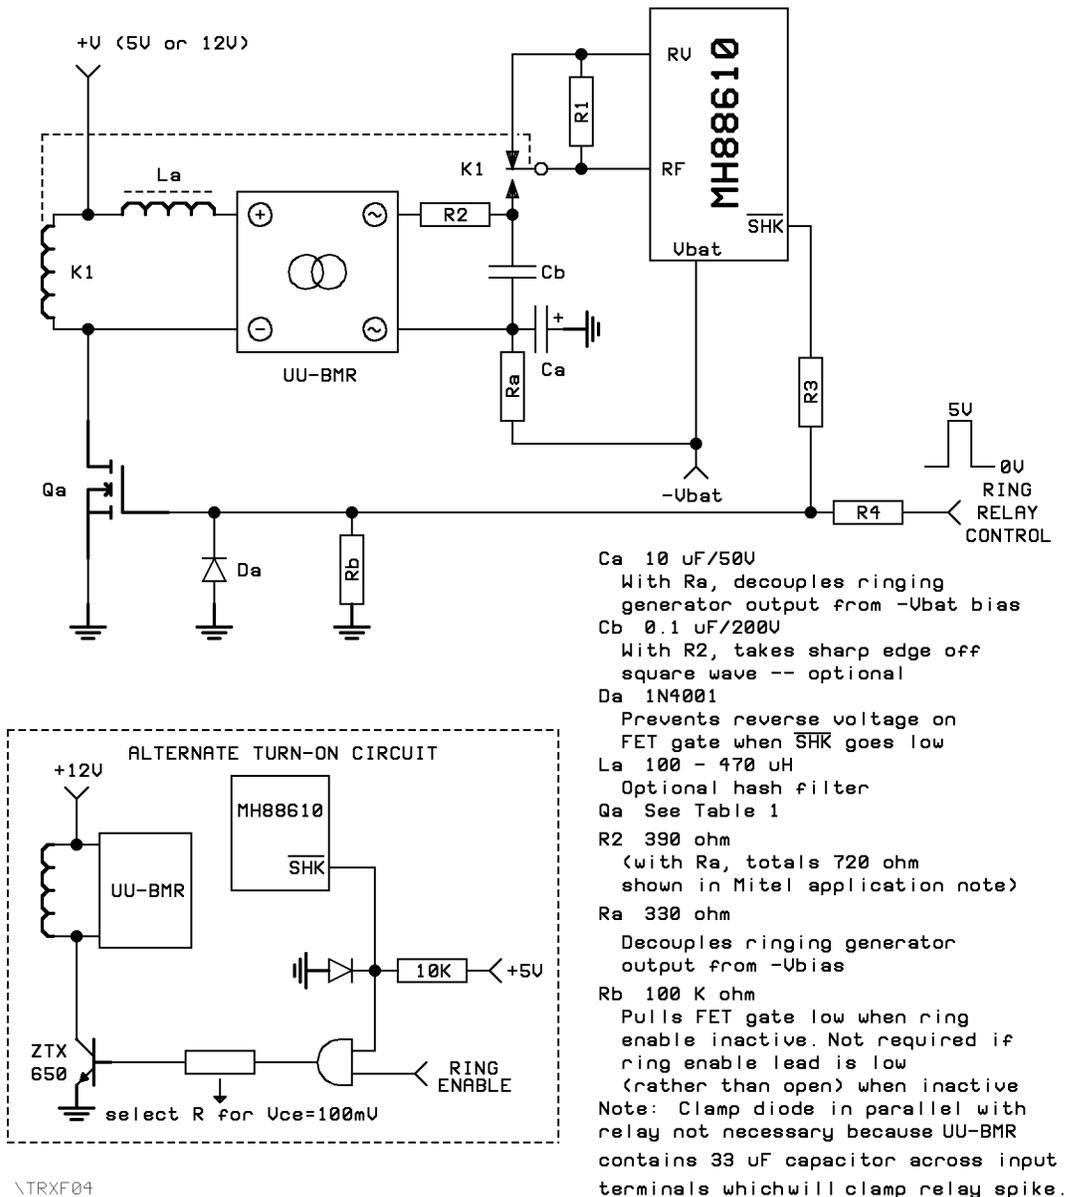 +V (5V or 12V)
RV
MH88610
R1
K1
RF
La
SHK
R2
Vbat
K1
Cb
+
Ca
UU-BMR
Ra
R3
5V
0V
Qa
-Vbat
RING
RELAY
CONTROL
R4
Da
Rb
Ca 10 uF/50V
With Ra, decouples ringing
generator output from -Vbat bias
Cb 0.1 uF/200V
With R2, takes sharp edge off
square wave -- optional
Da 1N4001
Prevents reverse voltage on
FET gate when SHK goes low
La 100 - 470 uH
Optional hash filter
Qa See Table 1
R2 390 ohm
(with Ra, totals 720 ohm
shown in Mitel application note)
Ra 330 ohm
Decouples ringing generator
output from -Vbias
Rb 100 K ohm
Pulls FET gate low when ring
enable inactive. Not required if
ring enable lead is low
(rather than open) when inactive
Note: Clamp diode in parallel with
relay not necessary because UU-BMR
contains 33 uF capacitor across input
terminals whichwill clamp relay spike.
ALTERNATE TURN-ON CIRCUIT
+12V
MH88610
SHK
UU-BMR
10K
+5V
ZTX
650
RING
ENABLE
select R for Vce=100mV
\TRXF04